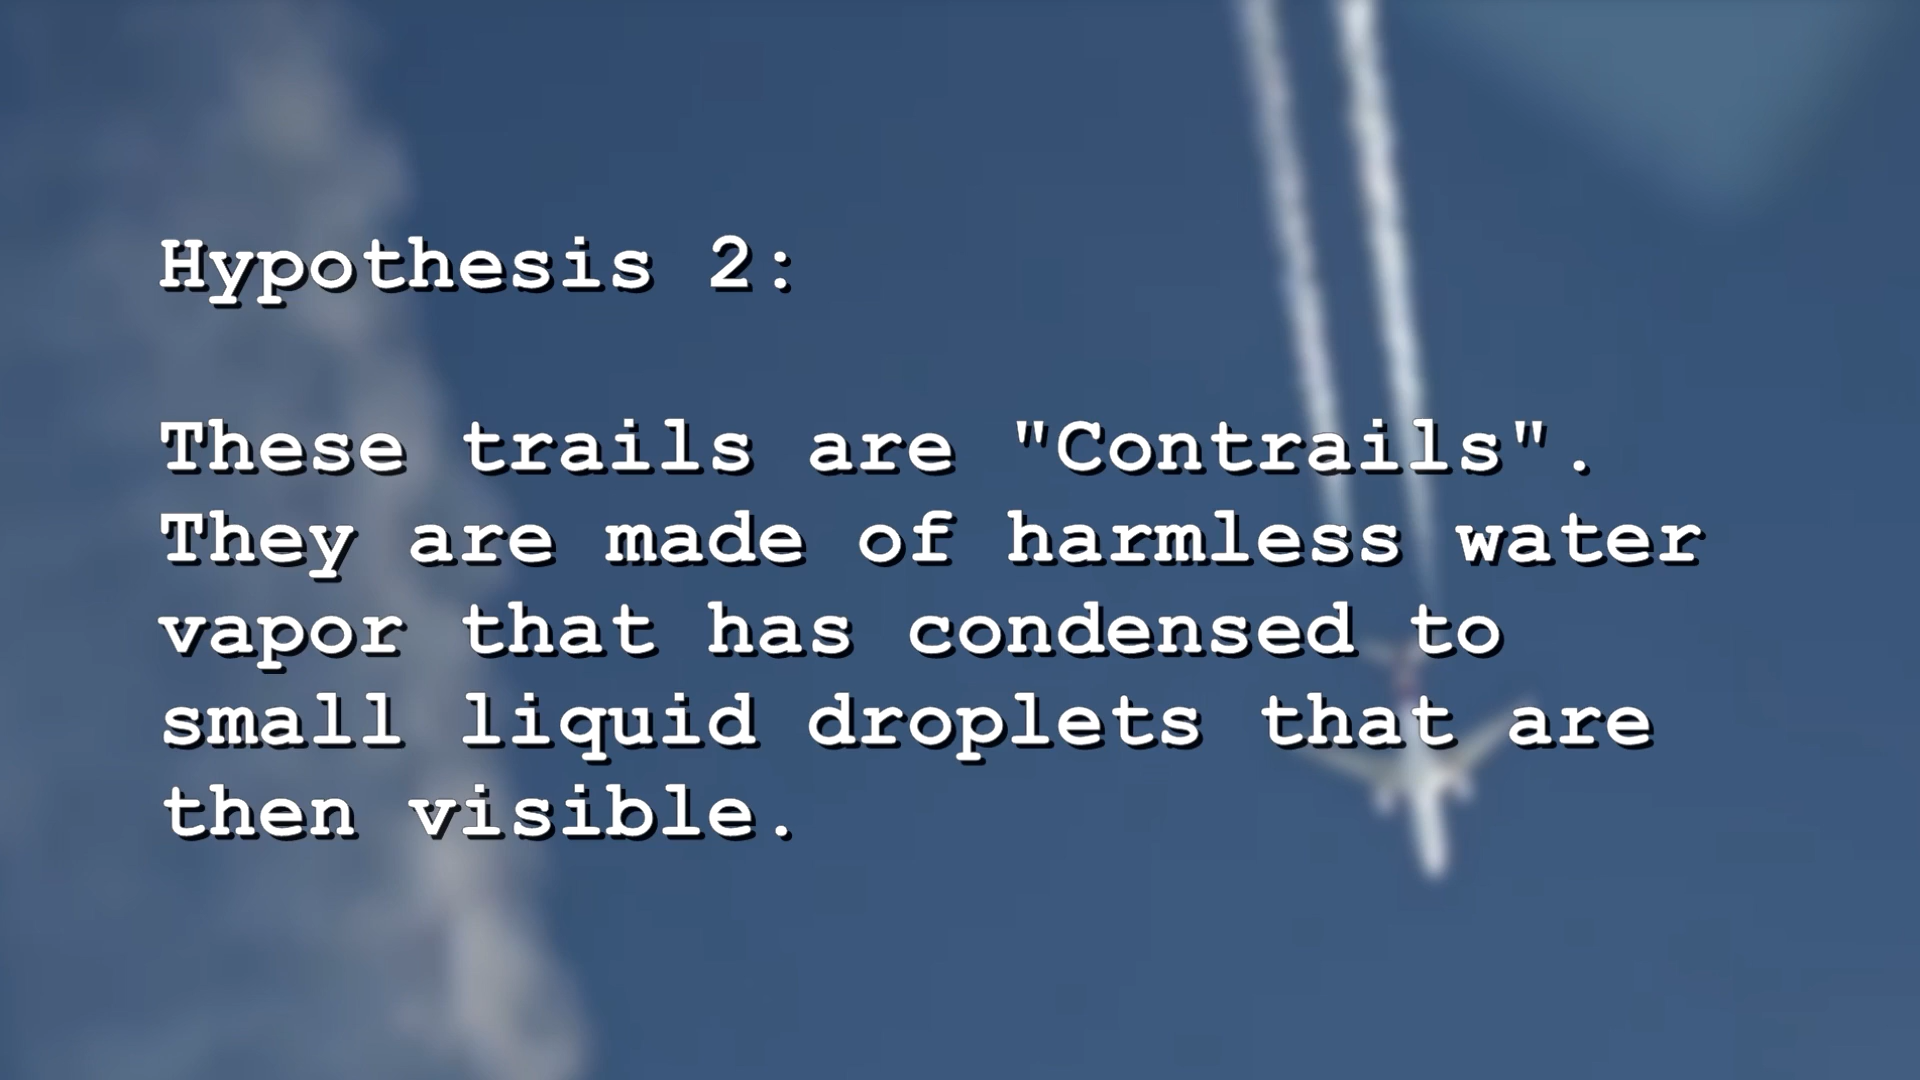 Hypothesis 2:
These trails are "Contrails".
They are made of harmless water
vapor that has condensed to
small liquid droplets that are
then visible.